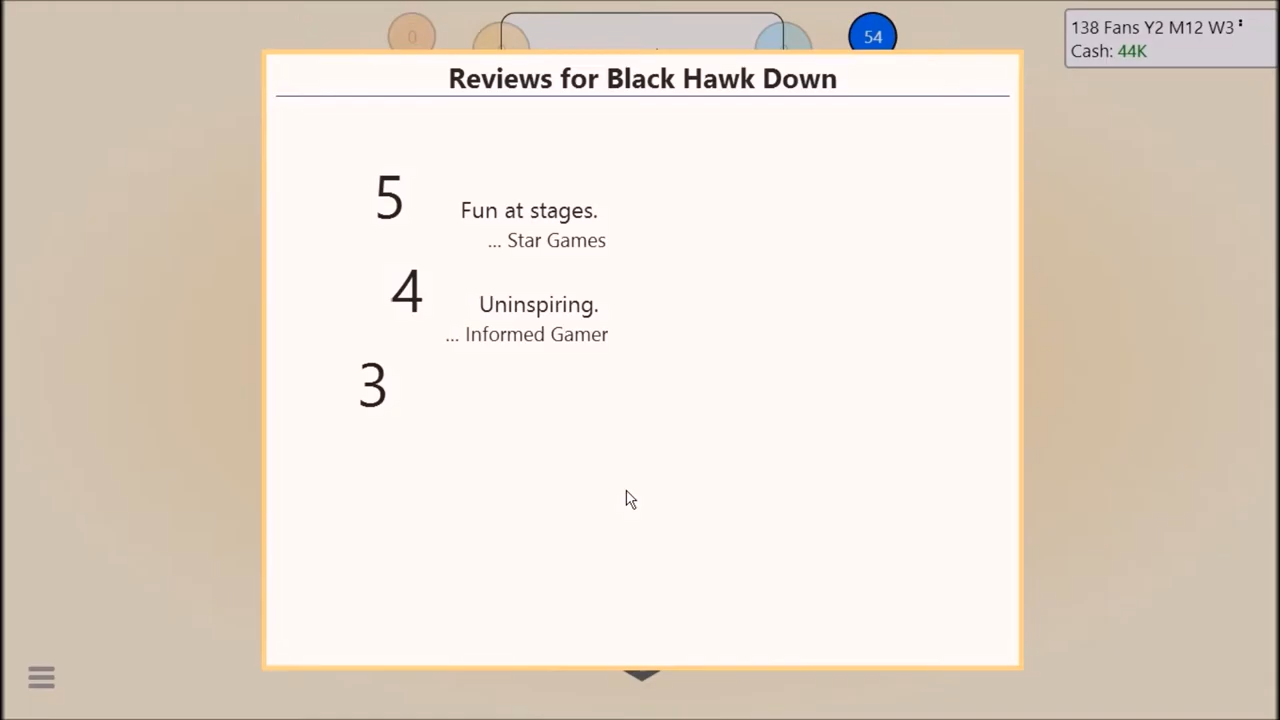 0
54
138 Fans Y2 M12 W3
Cash: 44K
Reviews for Black Hawk Down
5
Fun at stages.
... Star Games
4
Uninspiring.
... Informed Gamer
3